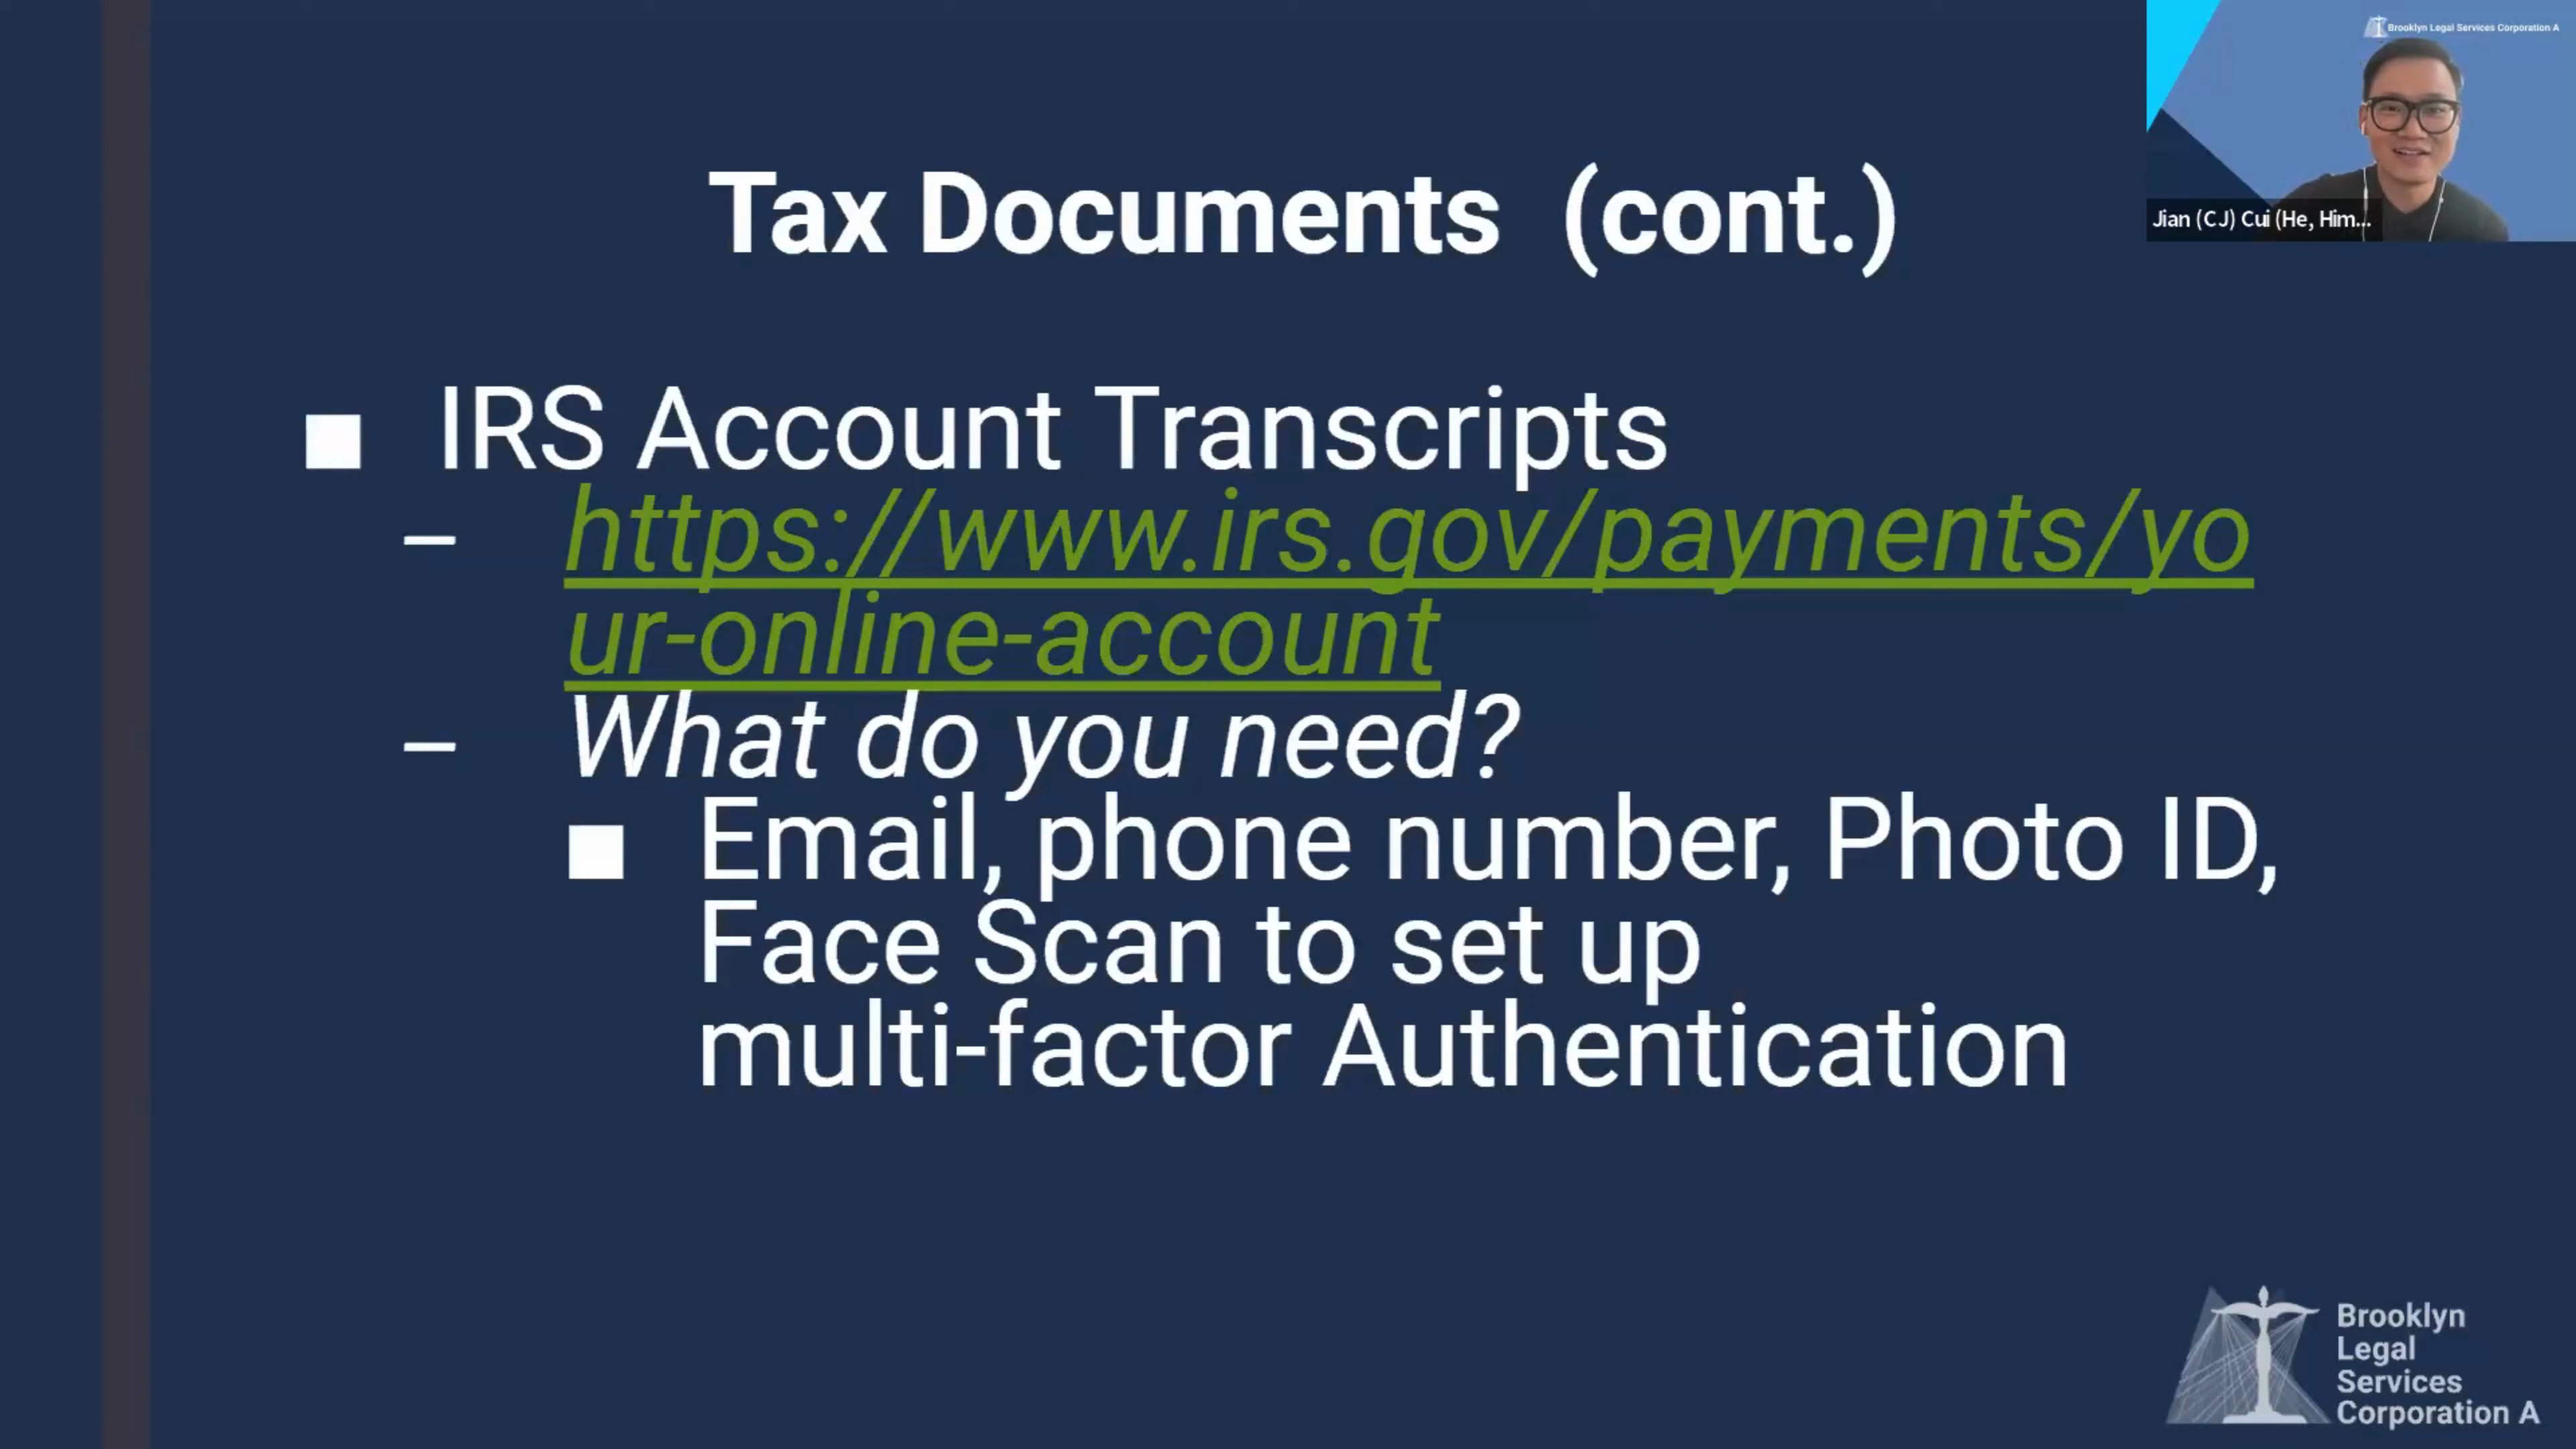 Brooklyn Legal Services Corporation A
Jian (CJ) Cui (He, Him...
Tax Documents (cont.)
■ IRS Account Transcripts
– https://www.irs.gov/payments/yo
ur-online-account
– What do you need?
■ Email, phone number, Photo ID,
Face Scan to set up
multi-factor Authentication
Brooklyn
Legal
Services
Corporation A